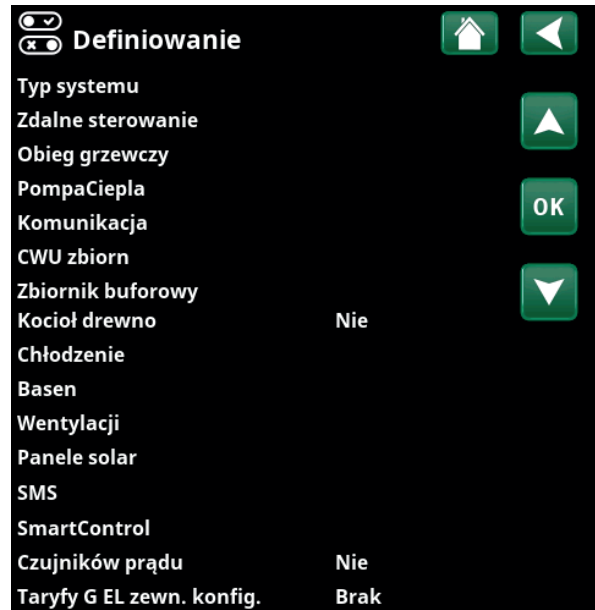 Definiowanie
Typ systemu
Zdalne sterowanie
Obieg grzewczy
PompaCiepla
OK
Komunikacja
CWU zbiorn
Zbiornik buforowy
Kocioł drewno Nie
Chłodzenie
Basen
Wentylacji
Panele solar
SMS
SmartControl
Czujników prądu Nie
Taryfy G EL zewn. konfig. Brak